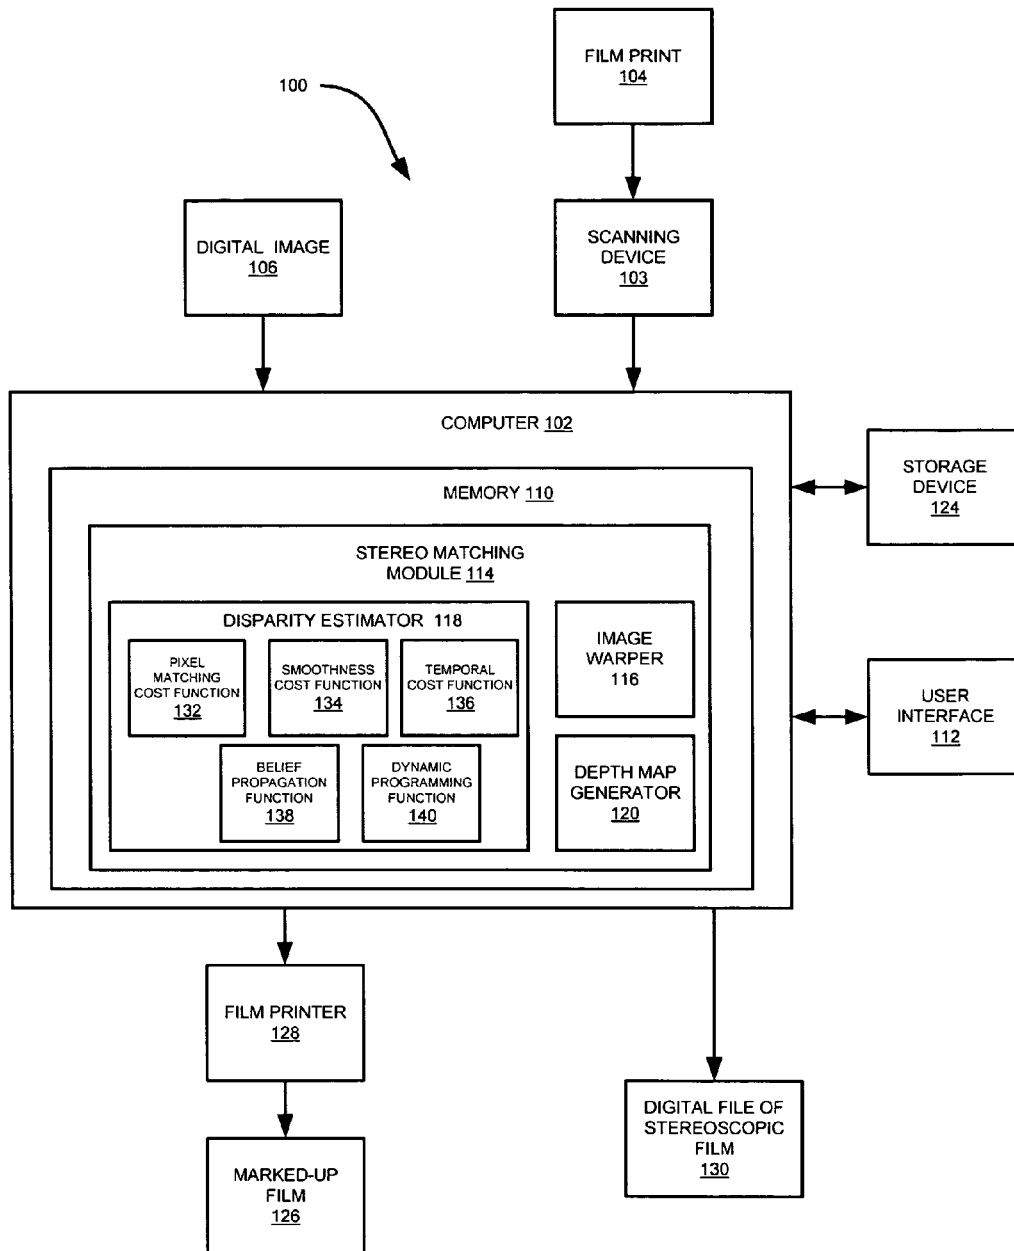 FILM PRINT
104
100
DIGITAL IMAGE
106
SCANNING
DEVICE
103
COMPUTER 102
MEMORY 110
STEREO MATCHING
MODULE 114
DISPARITY ESTIMATOR 118
PIXEL
MATCHING
COST FUNCTION
132
SMOOTHNESS
COST FUNCTION
134
TEMPORAL
COST FUNCTION
136
BELIEF
PROPAGATION
FUNCTION
138
DYNAMIC
PROGRAMMING
FUNCTION
140
IMAGE
WARPER
116
DEPTH MAP
GENERATOR
120
STORAGE
DEVICE
124
USER
INTERFACE
112
FILM PRINTER
128
MARKED-UP
FILM
126
DIGITAL FILE OF
STEREOSCOPIC
FILM
130